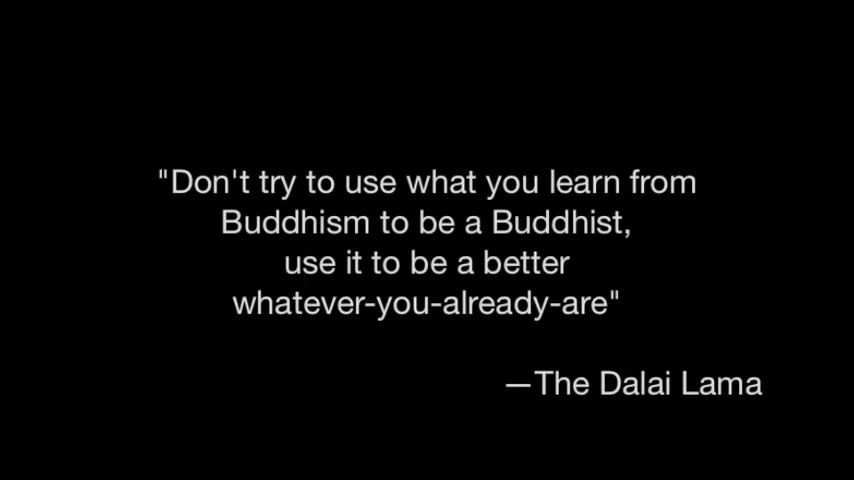 "Don't try to use what you learn from
Buddhism to be a Buddhist,
use it to be a better
whatever-you-already-are"
—The Dalai Lama